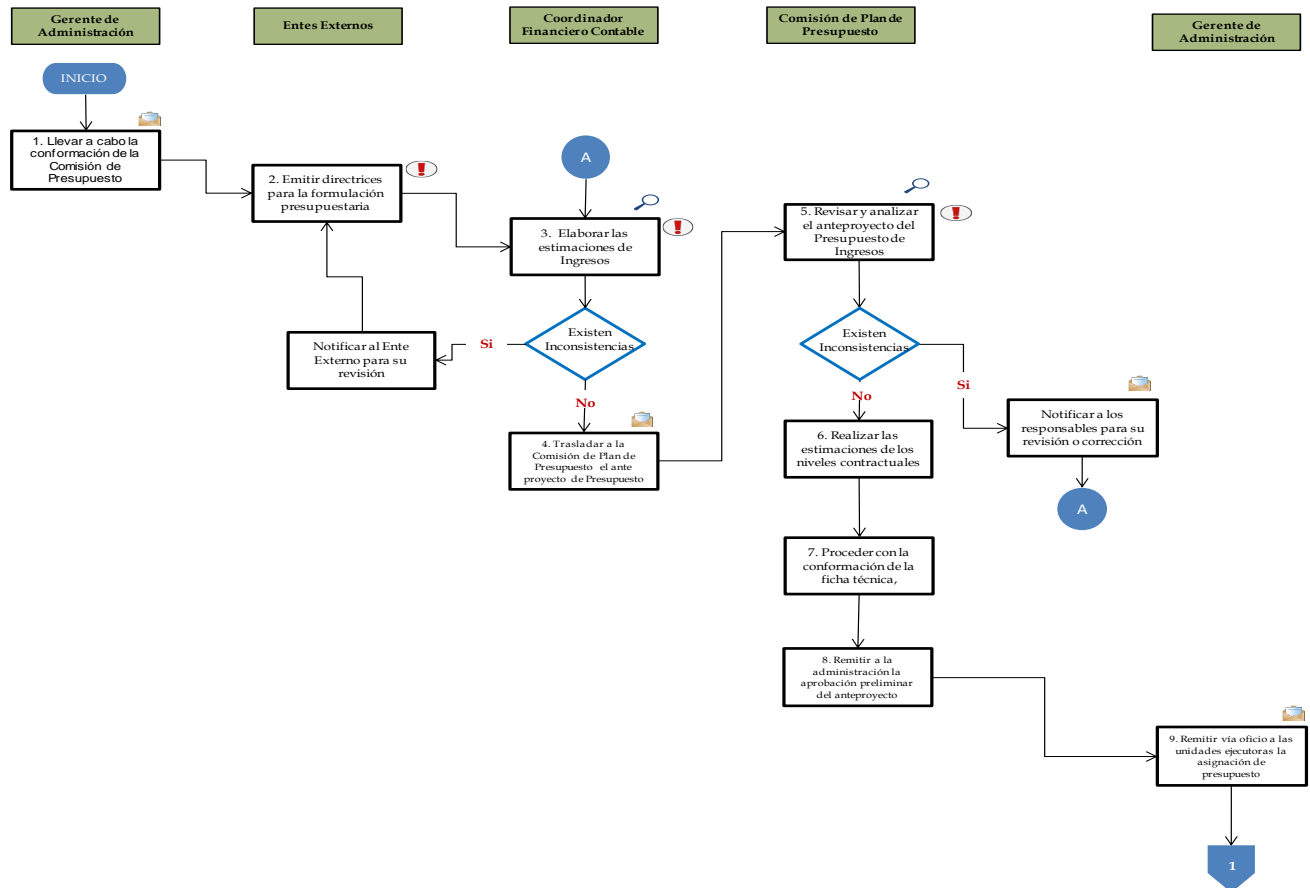 Gerente de
Administración
Entes Externos
Coordinador
Financiero Contable
Comisión de Plan de
Presupuesto
Gerente de
Administración
INICIO
1. Llevar a cabo la
conformación de la
Comisión de
Presupuesto
2. Emitir directrices
para la formulación
presupuestaria
A
3. Elaborar las
estimaciones de
Ingresos
Existen
Inconsistencias
Si
Notificar al Ente
Externo para su
revisión
No
4. Trasladar a la
Comisión de Plan de
Presupuesto el ante
proyecto de Presupuesto
5. Revisar y analizar
el anteproyecto del
Presupuesto de
Ingresos
Existen
Inconsistencias
Si
No
Notificar a los
responsables para su
revisión o corrección
A
6. Realizar las
estimaciones de los
niveles contractuales
7. Proceder con la
conformación de la
ficha técnica,
8. Remitir a la
administración la
aprobación preliminar
del anteproyecto
9. Remitir vía oficio a las
unidades ejecutoras la
asignación de
presupuesto
1